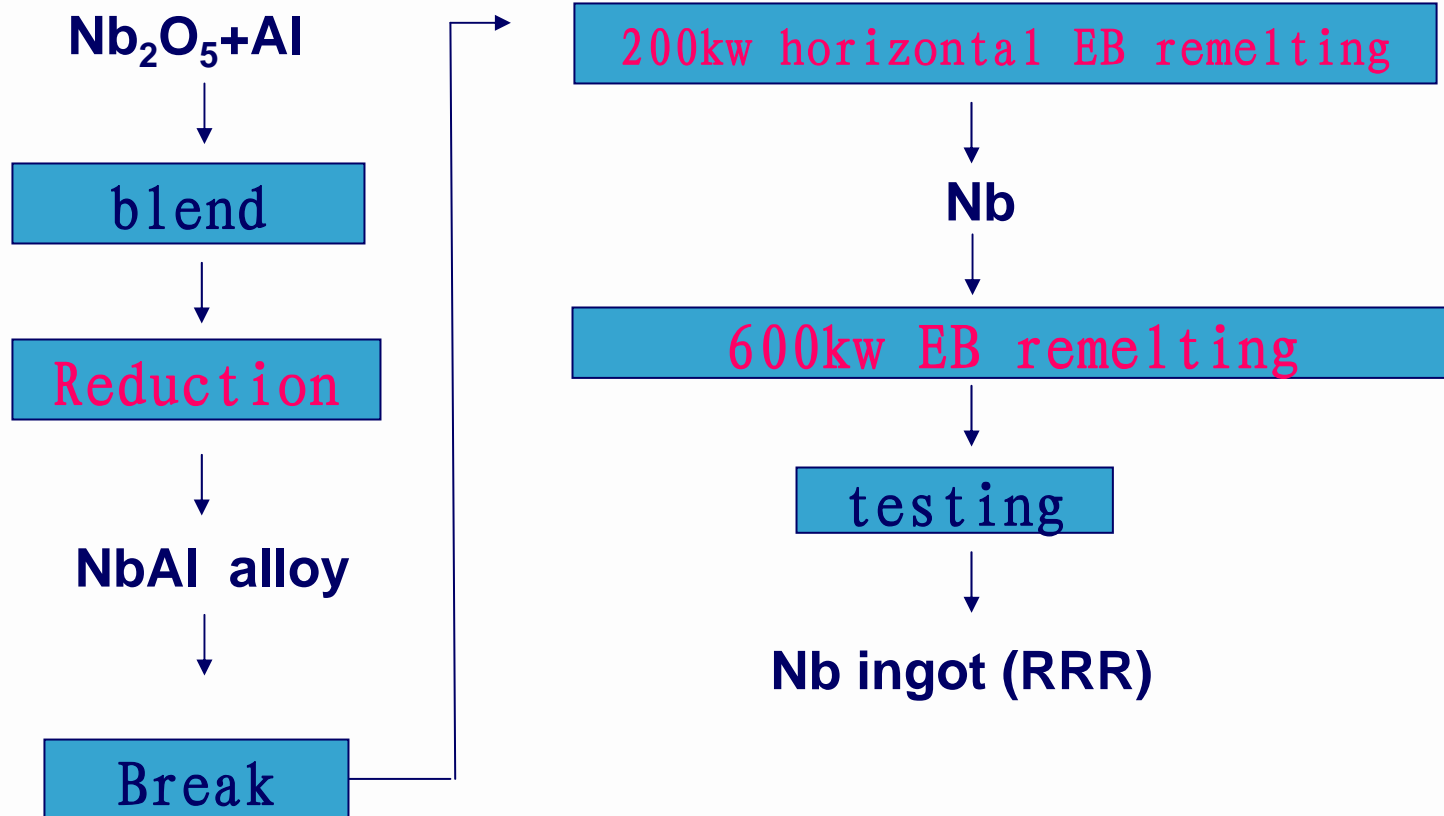 Nb₂O₅+Al
blend
Reduction
NbAl alloy
Break
200kw horizontal EB remelting
Nb
600kw EB remelting
testing
Nb ingot (RRR)